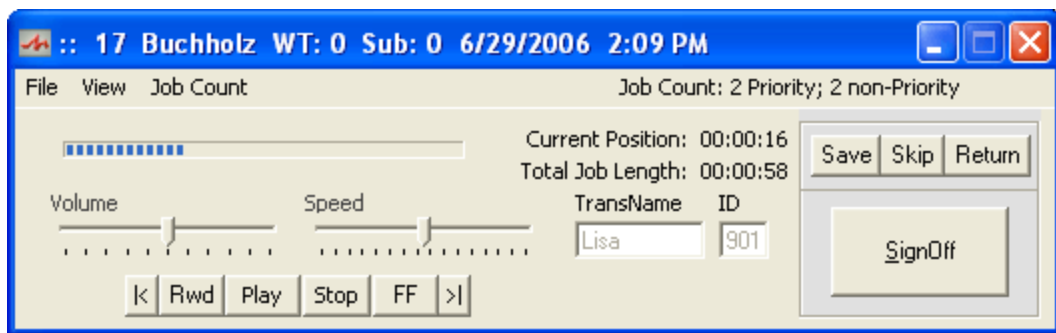 :: 17 Buchholz WT: 0 Sub: 0 6/29/2006 2:09 PM
File View Job Count Job Count: 2 Priority; 2 non-Priority
Current Position: 00:00:16
Total Job Length: 00:00:58
Save Skip Return
Volume Speed TransName ID
Lisa 901
SignOff
|< Rwd Play Stop FF >|